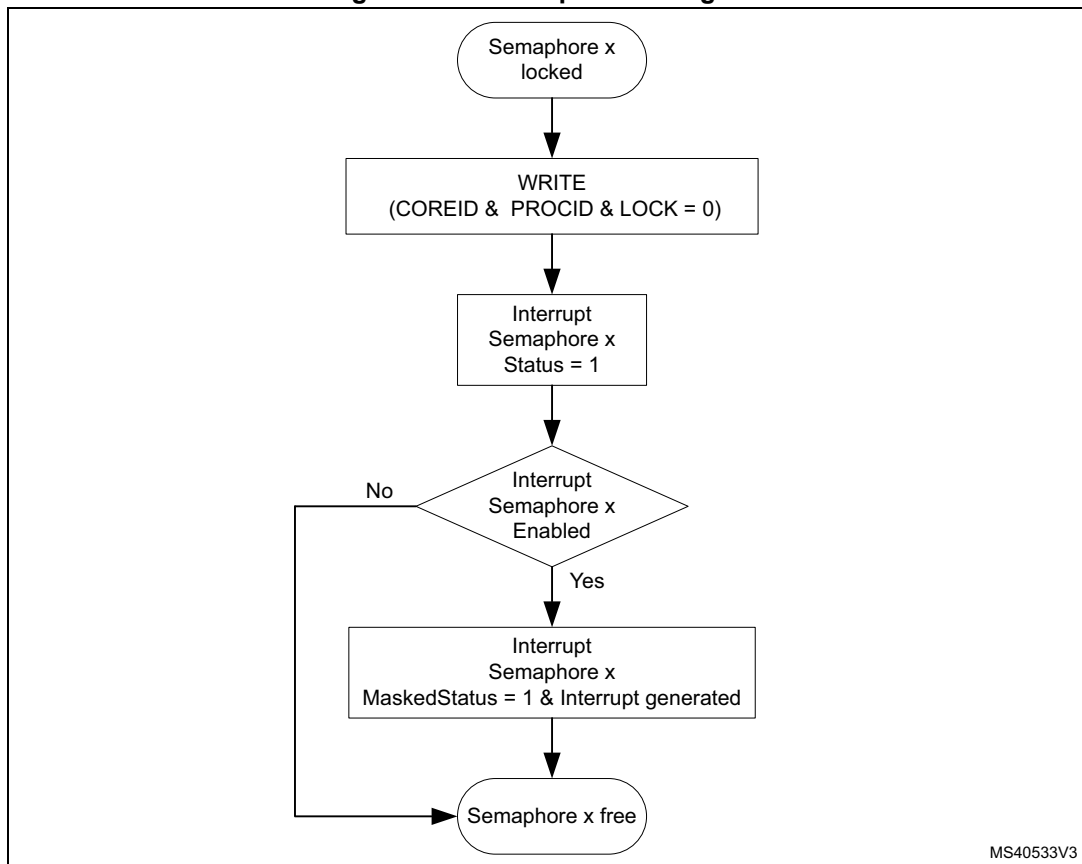 Semaphore x
locked
WRITE
(COREID & PROCID & LOCK = 0)
Interrupt
Semaphore x
Status = 1
Interrupt
Semaphore x
Enabled
No
Yes
Interrupt
Semaphore x
MaskedStatus = 1 & Interrupt generated
Semaphore x free
MS40533V3